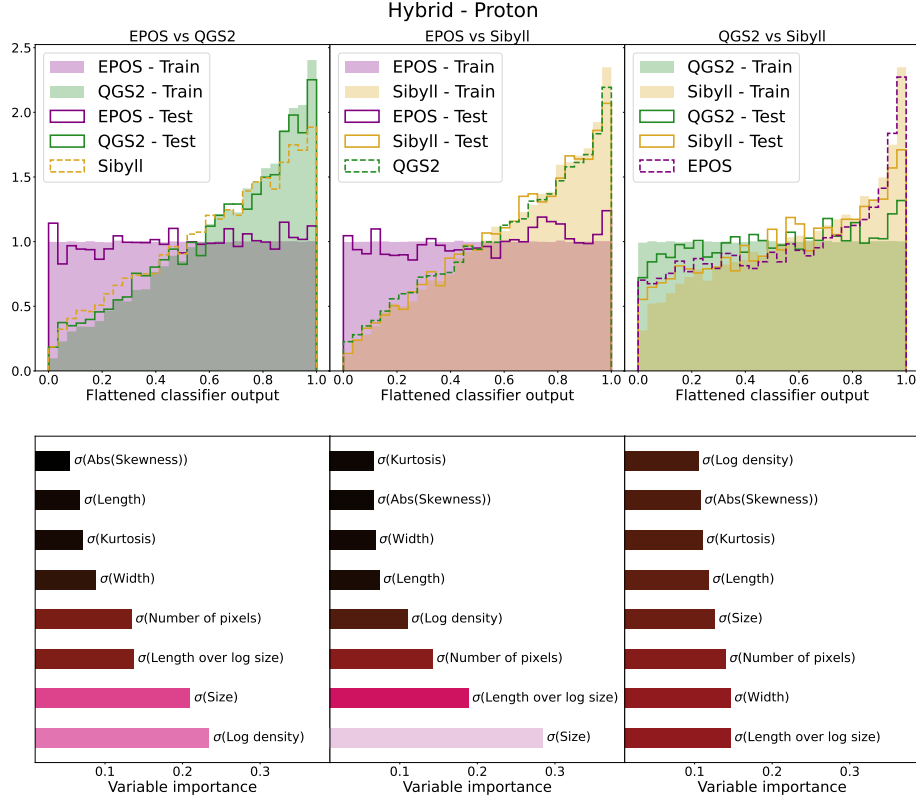 Hybrid - Proton
EPOS vs QGS2
EPOS vs Sibyll
QGS2 vs Sibyll
2.5
2.0
1.5
1.0
0.5
0.0
EPOS - Train
QGS2 - Train
EPOS - Test
QGS2 - Test
Sibyll
EPOS - Train
Sibyll - Train
EPOS - Test
Sibyll - Test
QGS2
QGS2 - Train
Sibyll - Train
QGS2 - Test
Sibyll - Test
EPOS
0.0 0.2 0.4 0.6 0.8 1.0
0.0 0.2 0.4 0.6 0.8 1.0
0.0 0.2 0.4 0.6 0.8 1.0
Flattened classifier output
Flattened classifier output
Flattened classifier output
σ(Abs(Skewness))
σ(Length)
σ(Kurtosis)
σ(Width)
σ(Number of pixels)
σ(Length over log size)
σ(Size)
σ(Log density)
0.1 0.2 0.3
Variable importance
σ(Kurtosis)
σ(Abs(Skewness))
σ(Width)
σ(Length)
σ(Log density)
σ(Number of pixels)
σ(Length over log size)
σ(Size)
0.1 0.2 0.3
Variable importance
σ(Log density)
σ(Abs(Skewness))
σ(Kurtosis)
σ(Length)
σ(Size)
σ(Number of pixels)
σ(Width)
σ(Length over log size)
0.1 0.2 0.3
Variable importance